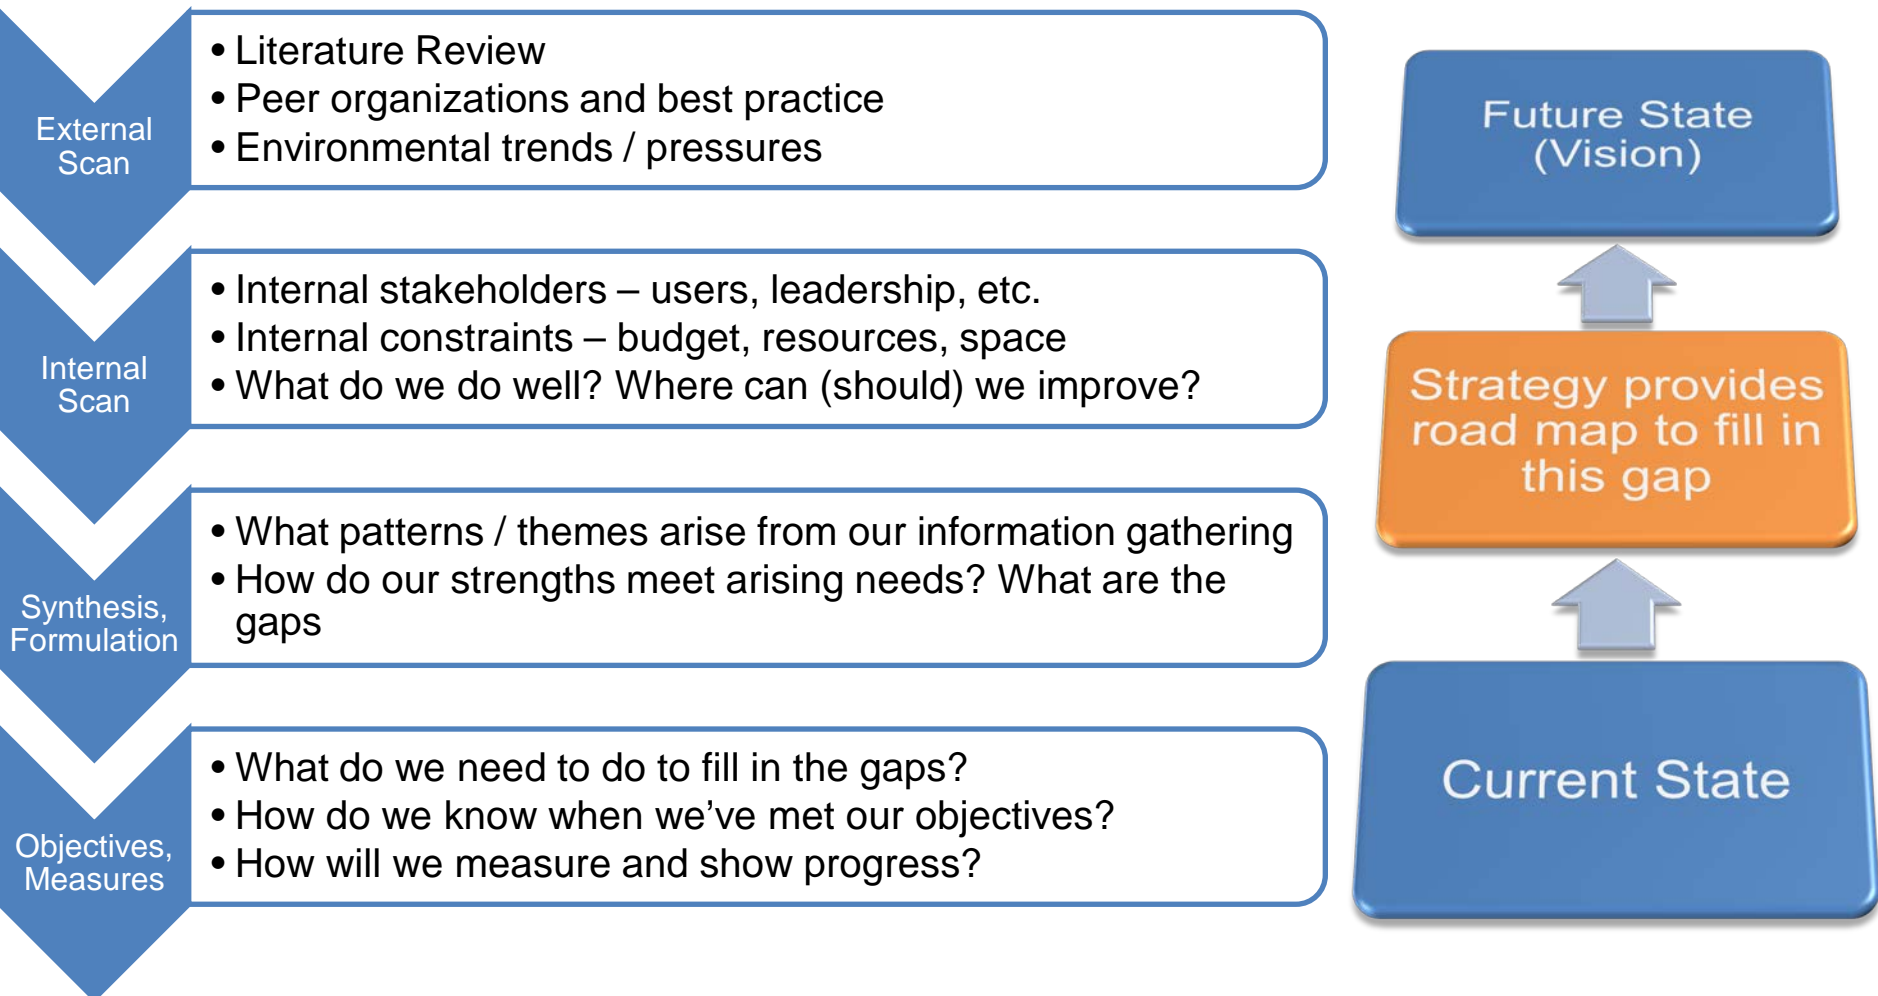 External
Scan
• Literature Review
• Peer organizations and best practice
• Environmental trends / pressures
Internal
Scan
• Internal stakeholders – users, leadership, etc.
• Internal constraints – budget, resources, space
• What do we do well? Where can (should) we improve?
Synthesis,
Formulation
• What patterns / themes arise from our information gathering
• How do our strengths meet arising needs? What are the
gaps
Objectives,
Measures
• What do we need to do to fill in the gaps?
• How do we know when we’ve met our objectives?
• How will we measure and show progress?
Future State
(Vision)
Strategy provides
road map to fill in
this gap
Current State